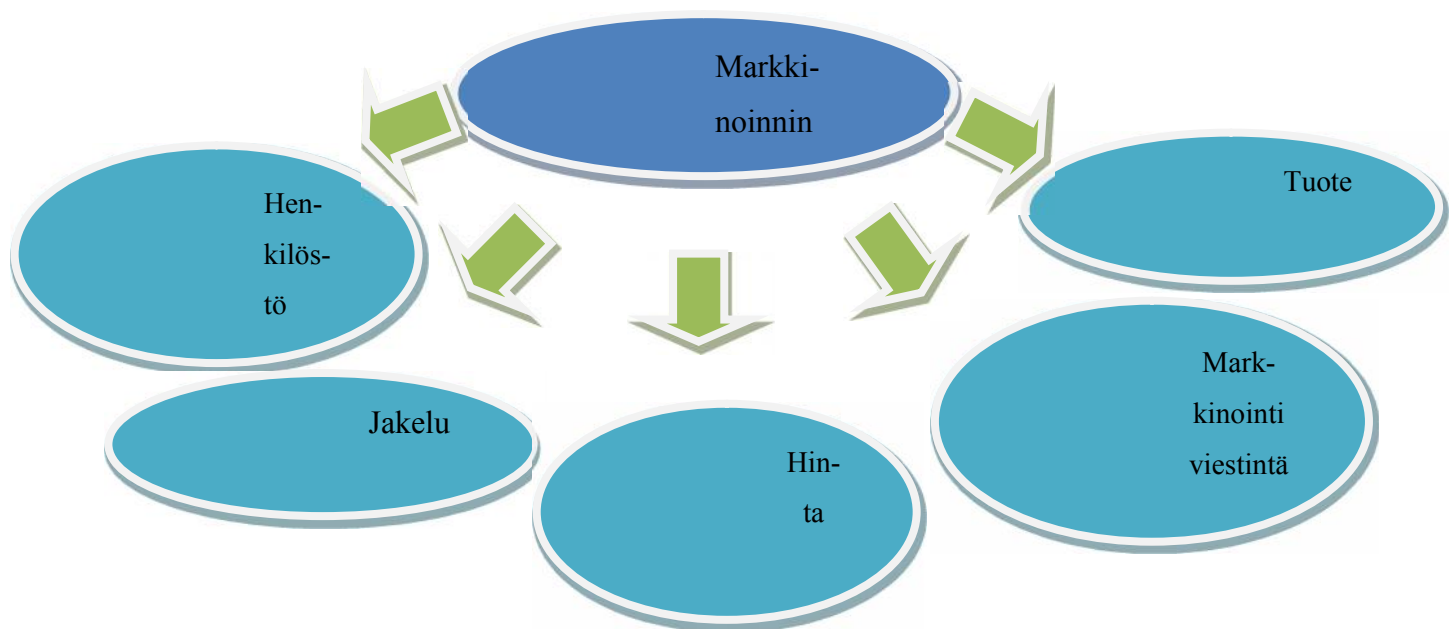 Markki-
noinnin
Tuote
Hen-
kilös-
tö
Mark-
kinointi
viestintä
Jakelu
Hin-
ta